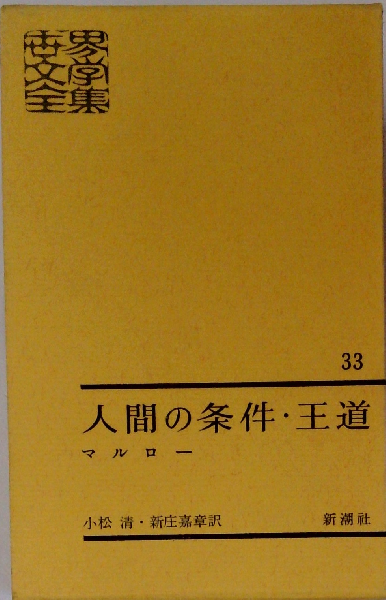 世界
文学
全集
33
人間の条件・王道
マルロー
小松 清・新庄嘉章訳 新潮社